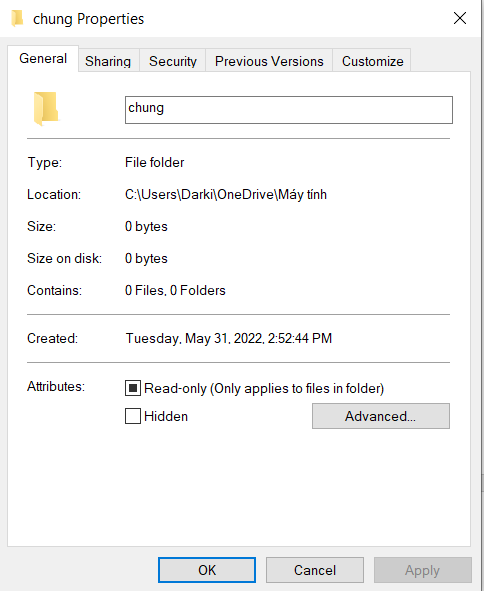 chung Properties
General Sharing Security Previous Versions Customize
chung
Type: File folder
Location: C:\Users\Darki\OneDrive\Máy tính
Size: 0 bytes
Size on disk: 0 bytes
Contains: 0 Files, 0 Folders
Created: Tuesday, May 31, 2022, 2:52:44 PM
Attributes: Read-only (Only applies to files in folder)
Hidden Advanced...
OK Cancel Apply